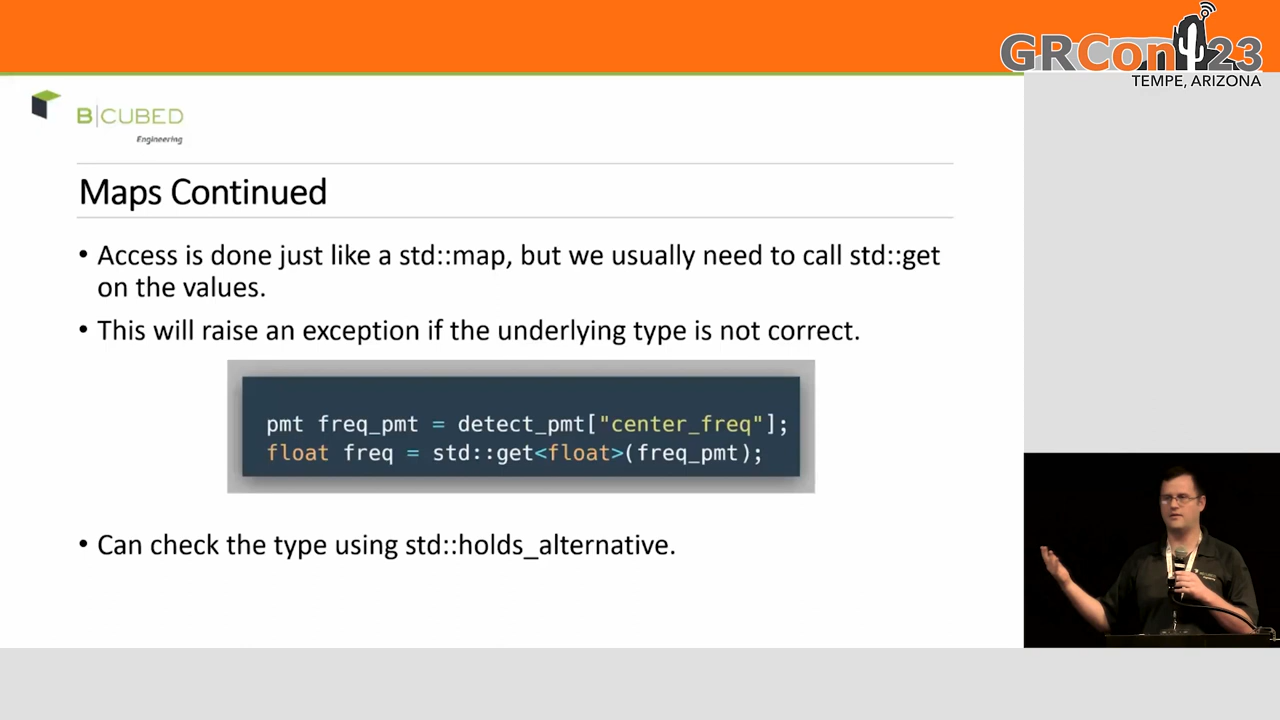 GRCon 23
TEMPE, ARIZONA
B|CUBED
Engineering
Maps Continued
• Access is done just like a std::map, but we usually need to call std::get
on the values.
• This will raise an exception if the underlying type is not correct.
pmt freq_pmt = detect_pmt["center_freq"];
float freq = std::get<float>(freq_pmt);
• Can check the type using std::holds_alternative.